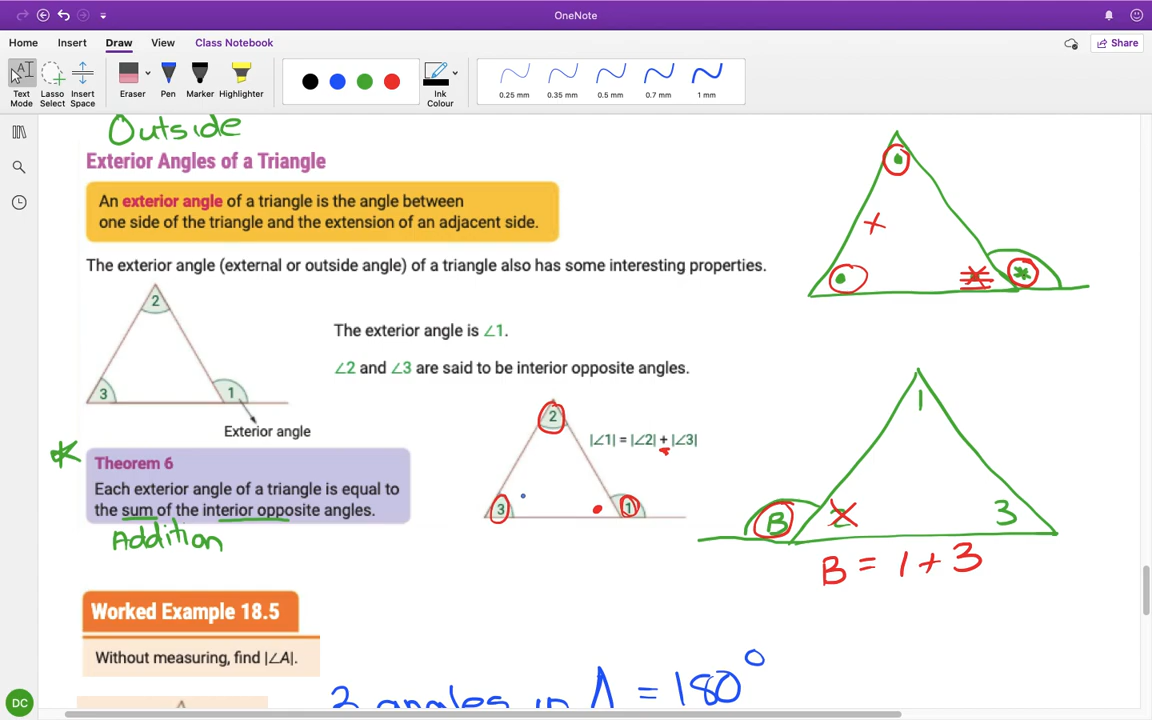 OneNote
Home Insert Draw View Class Notebook
Share
A
Text Mode
Lasso Select
Insert Space
Eraser
Pen
Marker
Highlighter
Ink Colour
0.25 mm
0.35 mm
0.5 mm
0.7 mm
1 mm
Outside
Exterior Angles of a Triangle
An exterior angle of a triangle is the angle between
one side of the triangle and the extension of an adjacent side.
The exterior angle (external or outside angle) of a triangle also has some interesting properties.
2
3
1
Exterior angle
The exterior angle is ∠1.
∠2 and ∠3 are said to be interior opposite angles.
2
3
1
|∠1| = |∠2| + |∠3|
Theorem 6
Each exterior angle of a triangle is equal to
the sum of the interior opposite angles.
Addition
1
B
2
3
B = 1 + 3
Worked Example 18.5
Without measuring, find |∠A|.
3 angles in Δ = 180°
DC